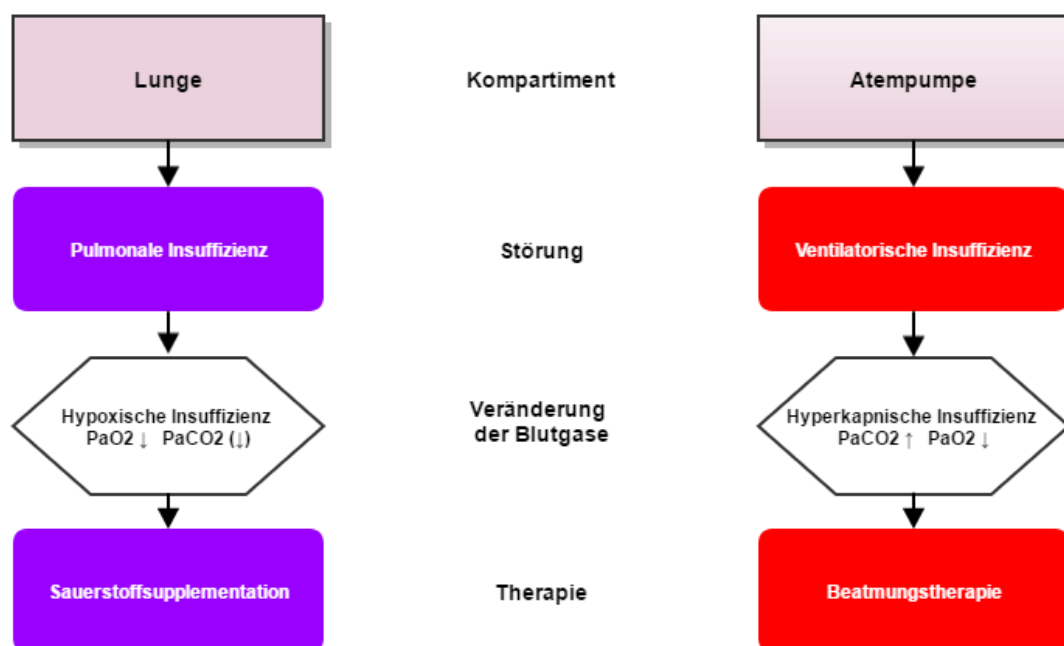 Lunge
Kompartiment
Atempumpe
Pulmonale Insuffizienz
Störung
Ventilatorische Insuffizienz
Hypoxische Insuffizienz
PaO2 ↓ PaCO2 (↓)
Veränderung
der Blutgase
Hyperkapnische Insuffizienz
PaCO2 ↑ PaO2 ↓
Sauerstoffsupplementation
Therapie
Beatmungstherapie